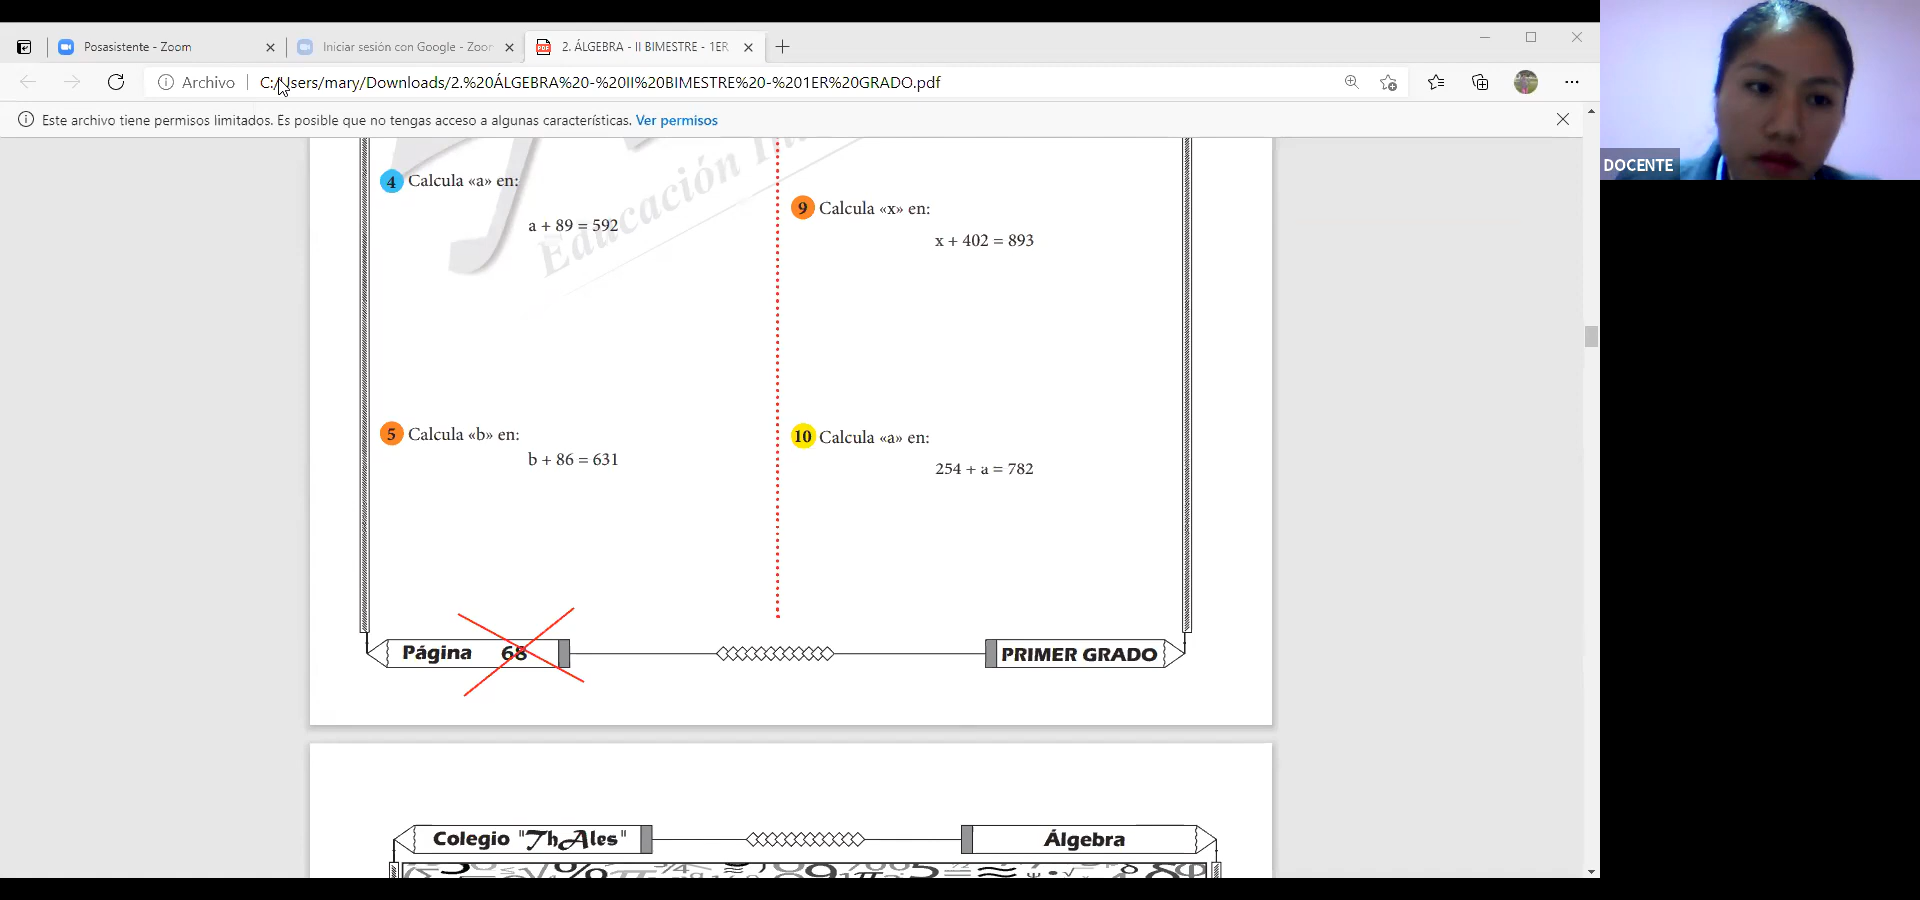 Posasistente - Zoom
Iniciar sesión con Google - Zoor
2. ÁLGEBRA - II BIMESTRE - 1ER
Archivo
C:/Users/mary/Downloads/2.%20ÁLGEBRA%20-%20II%20BIMESTRE%20-%201ER%20GRADO.pdf
Este archivo tiene permisos limitados. Es posible que no tengas acceso a algunas características. Ver permisos
DOCENTE
Educación
4 Calcula «a» en:
a + 89 = 592
5 Calcula «b» en:
b + 86 = 631
9 Calcula «x» en:
x + 402 = 893
10 Calcula «a» en:
254 + a = 782
Página 68
PRIMER GRADO
Colegio "ThAles"
Álgebra